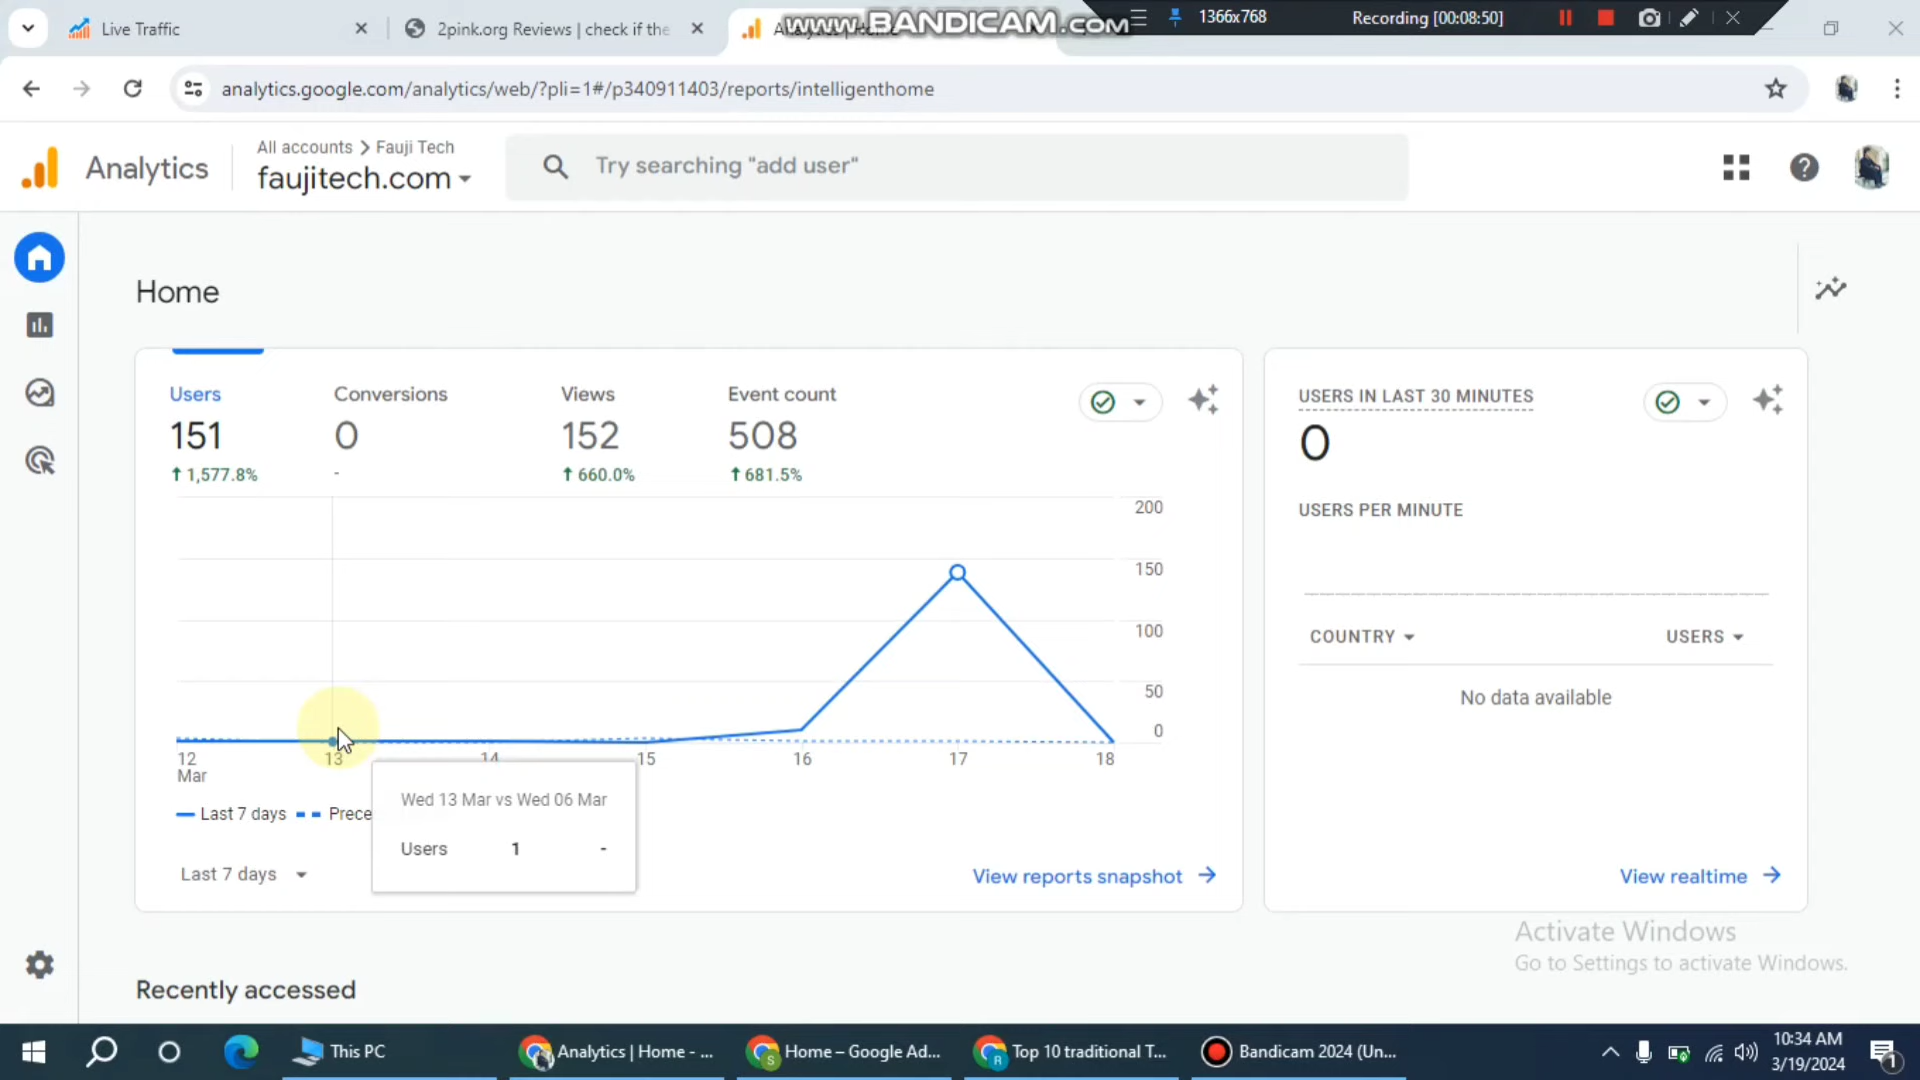 Live Traffic
2pink.org Reviews | check if the
WWW.BANDICAM.COM
1366x768
Recording [00:08:50]
analytics.google.com/analytics/web/?pli=1#/p340911403/reports/intelligenthome
Analytics
All accounts > Fauji Tech
faujitech.com
Try searching "add user"
Home
Users
151
1,577.8%
Conversions
0
-
Views
152
660.0%
Event count
508
681.5%
200
150
100
50
0
12
Mar
13
14
15
16
17
18
Last 7 days
Prece
Wed 13 Mar vs Wed 06 Mar
Users 1 -
Last 7 days
View reports snapshot
USERS IN LAST 30 MINUTES
0
USERS PER MINUTE
COUNTRY
USERS
No data available
View realtime
Activate Windows
Go to Settings to activate Windows.
Recently accessed
This PC
Analytics | Home - ...
Home – Google Ad...
Top 10 traditional T...
Bandicam 2024 (Un...
10:34 AM
3/19/2024
1